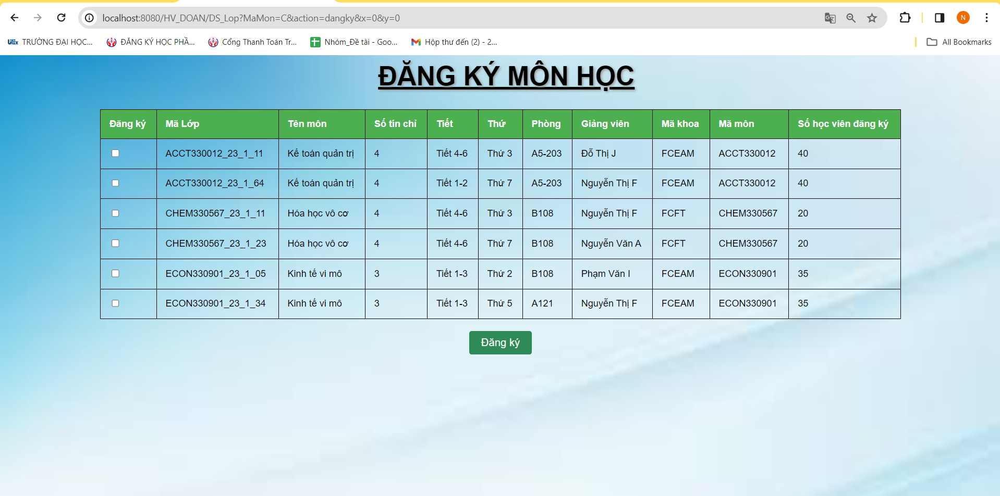 localhost:8080/HV_DOAN/DS_Lop?MaMon=C&action=dangky&x=0&y=0
N
UEx TRƯỜNG ĐẠI HỌC... ĐĂNG KÝ HỌC PHẦ... Cổng Thanh Toán Tr... Nhóm_Đề tài - Goo... Hộp thư đến (2) - 2... All Bookmarks
ĐĂNG KÝ MÔN HỌC
Đăng ký Mã Lớp Tên môn Số tín chỉ Tiết Thứ Phòng Giảng viên Mã khoa Mã môn Số học viên đăng ký
ACCT330012_23_1_11 Kế toán quản trị 4 Tiết 4-6 Thứ 3 A5-203 Đỗ Thị J FCEAM ACCT330012 40
ACCT330012_23_1_64 Kế toán quản trị 4 Tiết 1-2 Thứ 7 A5-203 Nguyễn Thị F FCEAM ACCT330012 40
CHEM330567_23_1_11 Hóa học vô cơ 4 Tiết 4-6 Thứ 3 B108 Nguyễn Thị F FCFT CHEM330567 20
CHEM330567_23_1_23 Hóa học vô cơ 4 Tiết 4-6 Thứ 7 B108 Nguyễn Văn A FCFT CHEM330567 20
ECON330901_23_1_05 Kinh tế vi mô 3 Tiết 1-3 Thứ 2 B108 Phạm Văn I FCEAM ECON330901 35
ECON330901_23_1_34 Kinh tế vi mô 3 Tiết 1-3 Thứ 5 A121 Nguyễn Thị F FCEAM ECON330901 35
Đăng ký